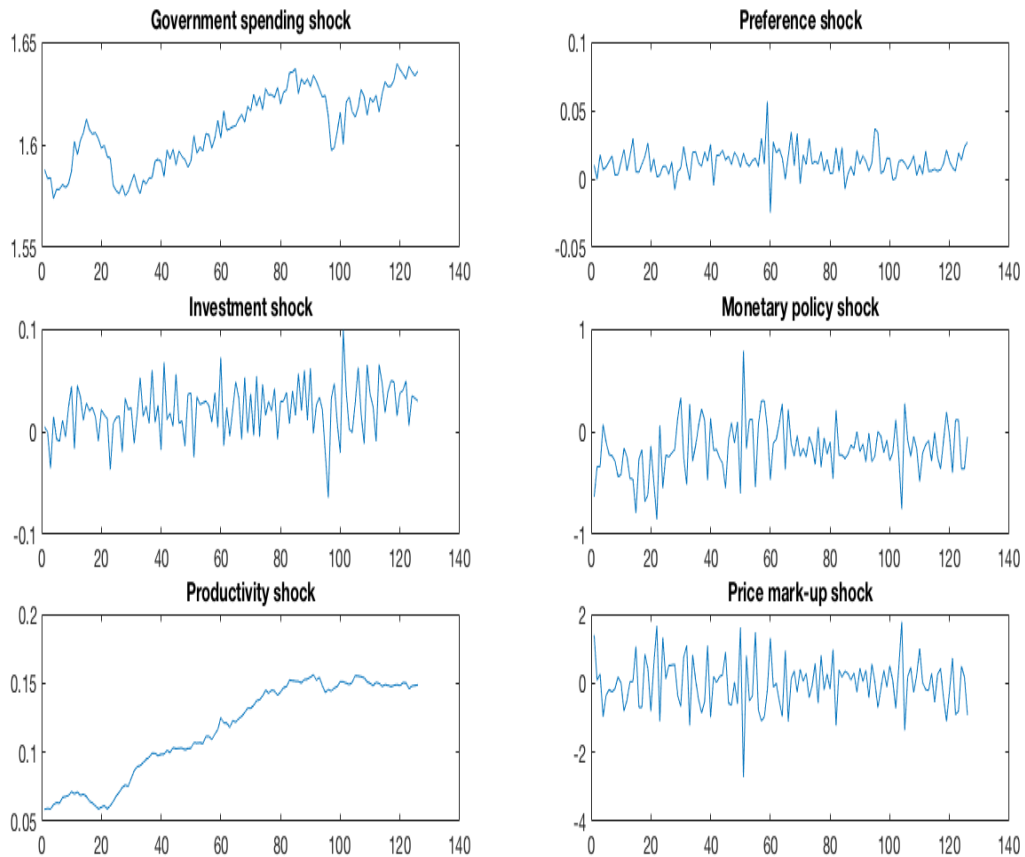 Government spending shock
1.65
1.6
1.55
0 20 40 60 80 100 120 140
Preference shock
0.1
0.05
0
-0.05
0 20 40 60 80 100 120 140
Investment shock
0.1
0
-0.1
0 20 40 60 80 100 120 140
Monetary policy shock
1
0
-1
0 20 40 60 80 100 120 140
Productivity shock
0.2
0.15
0.1
0.05
0 20 40 60 80 100 120 140
Price mark-up shock
2
0
-2
-4
0 20 40 60 80 100 120 140